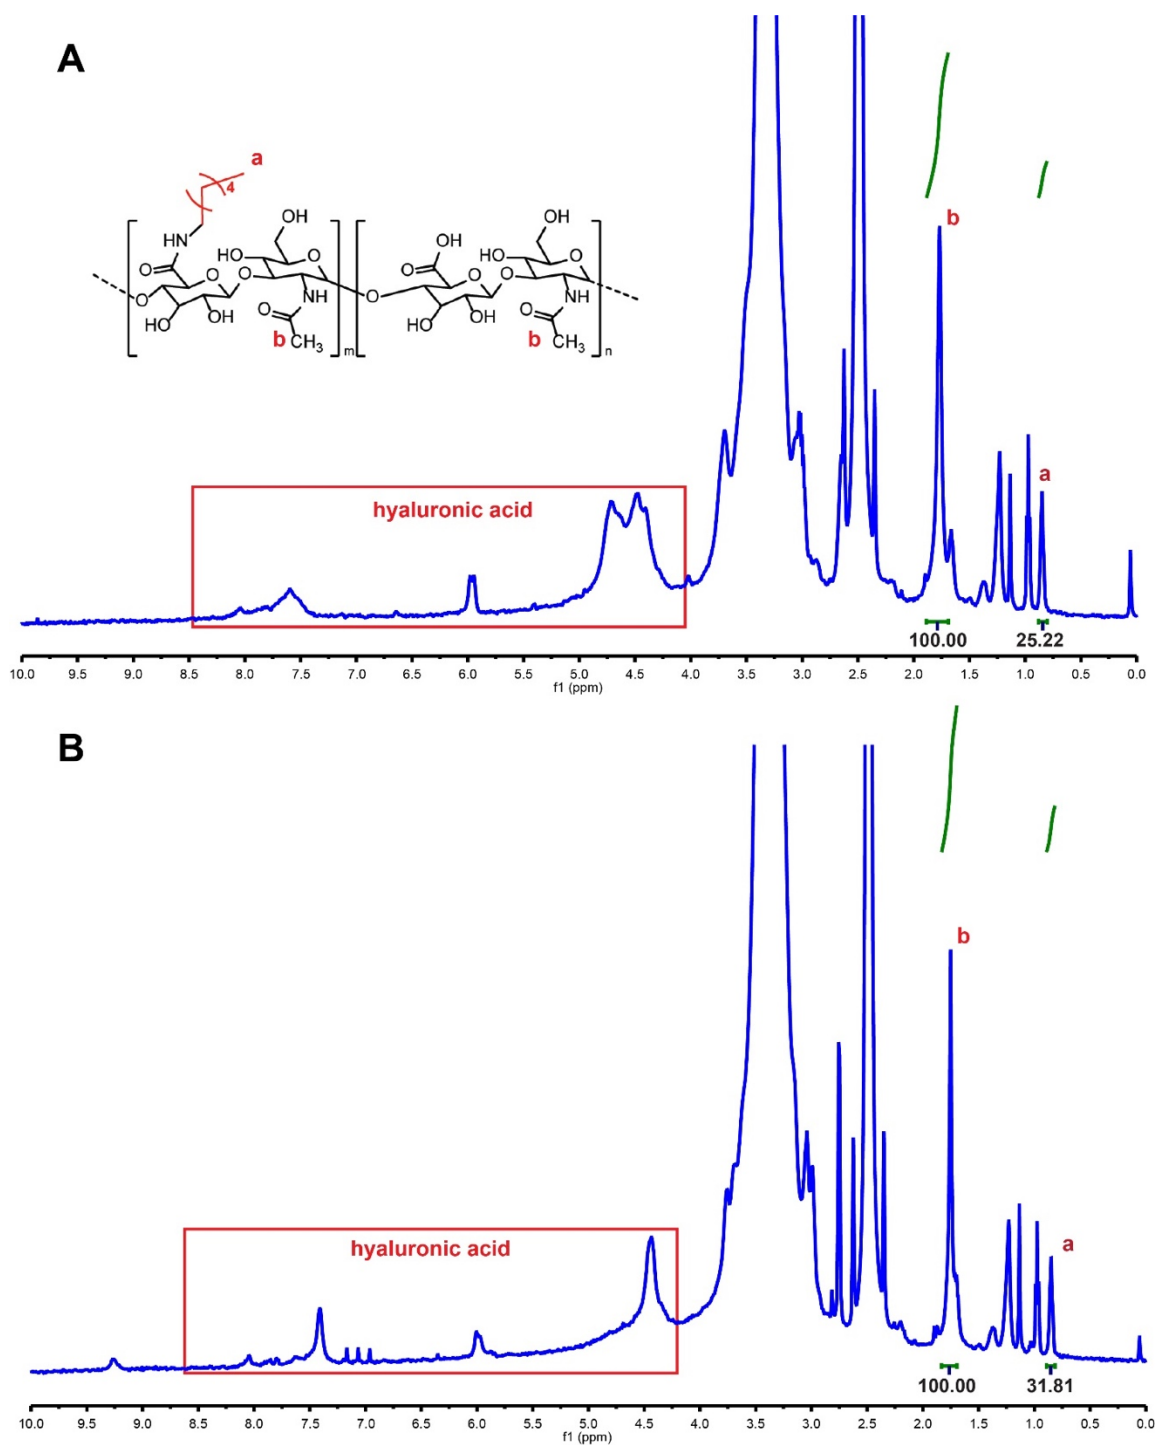 A
a
4
OH
HN
OH
OH
O
HO
O
O
O
HO
O
O
O
O
O
O
NH
O
O
NH
HO
OH
O
HO
OH
O
b CH3
m
b CH3
n
b
a
hyaluronic acid
100.00
25.22
10.0 9.5 9.0 8.5 8.0 7.5 7.0 6.5 6.0 5.5 5.0 4.5 4.0 3.5 3.0 2.5 2.0 1.5 1.0 0.5 0.0
f1 (ppm)
B
b
a
hyaluronic acid
100.00
31.81
10.0 9.5 9.0 8.5 8.0 7.5 7.0 6.5 6.0 5.5 5.0 4.5 4.0 3.5 3.0 2.5 2.0 1.5 1.0 0.5 0.0
f1 (ppm)